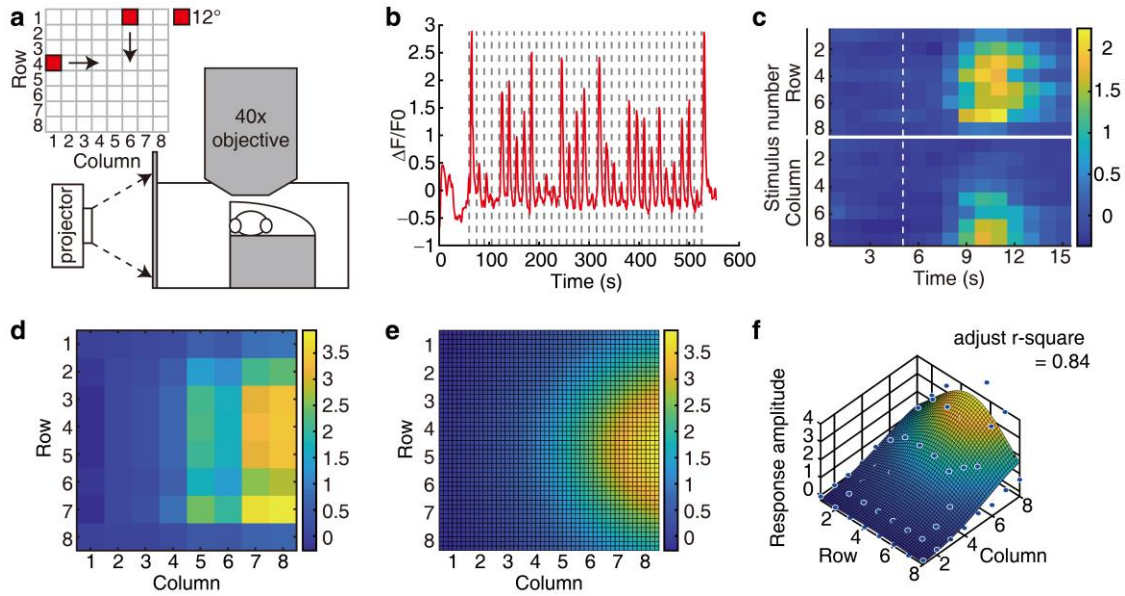 a
12°
Row
1
2
3
4
5
6
7
8
1 2 3 4 5 6 7 8
Column
40x
objective
projector
b
ΔF/F0
3
2.5
2
1.5
1
0.5
0
−0.5
−1
0 100 200 300 400 500 600
Time (s)
c
Stimulus number
Row
Column
2
4
6
8
2
4
6
8
3 6 9 12 15
Time (s)
2
1.5
1
0.5
0
d
Row
1
2
3
4
5
6
7
8
1 2 3 4 5 6 7 8
Column
3.5
3
2.5
2
1.5
1
0.5
0
e
Row
1
2
3
4
5
6
7
8
1 2 3 4 5 6 7 8
Column
3.5
3
2.5
2
1.5
1
0.5
0
f
adjust r-square
= 0.84
Response amplitude
4
3
2
1
0
2
4
6
8
Row
2
4
6
8
Column